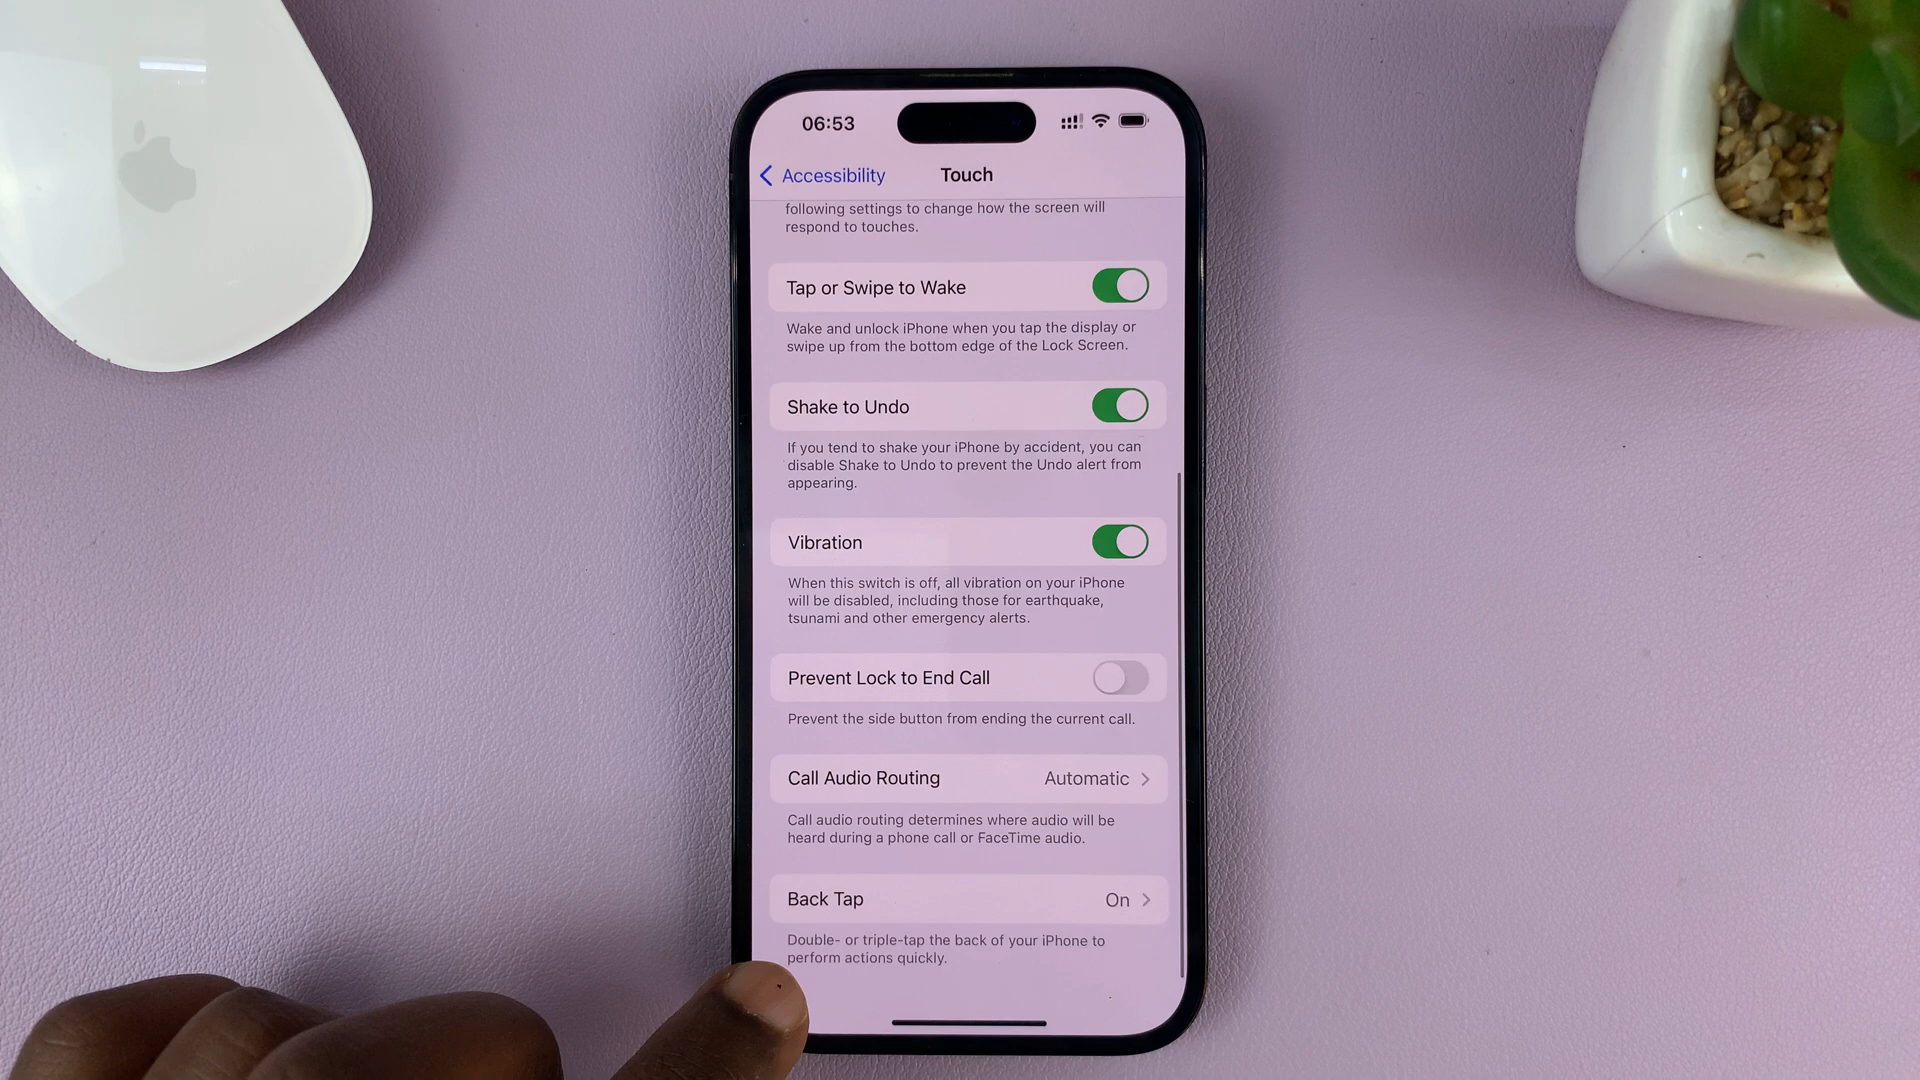 06:53
Accessibility
Touch
following settings to change how the screen will
respond to touches.
Tap or Swipe to Wake
Wake and unlock iPhone when you tap the display or
swipe up from the bottom edge of the Lock Screen.
Shake to Undo
If you tend to shake your iPhone by accident, you can
disable Shake to Undo to prevent the Undo alert from
appearing.
Vibration
When this switch is off, all vibration on your iPhone
will be disabled, including those for earthquake,
tsunami and other emergency alerts.
Prevent Lock to End Call
Prevent the side button from ending the current call.
Call Audio Routing Automatic
Call audio routing determines where audio will be
heard during a phone call or FaceTime audio.
Back Tap On
Double- or triple-tap the back of your iPhone to
perform actions quickly.